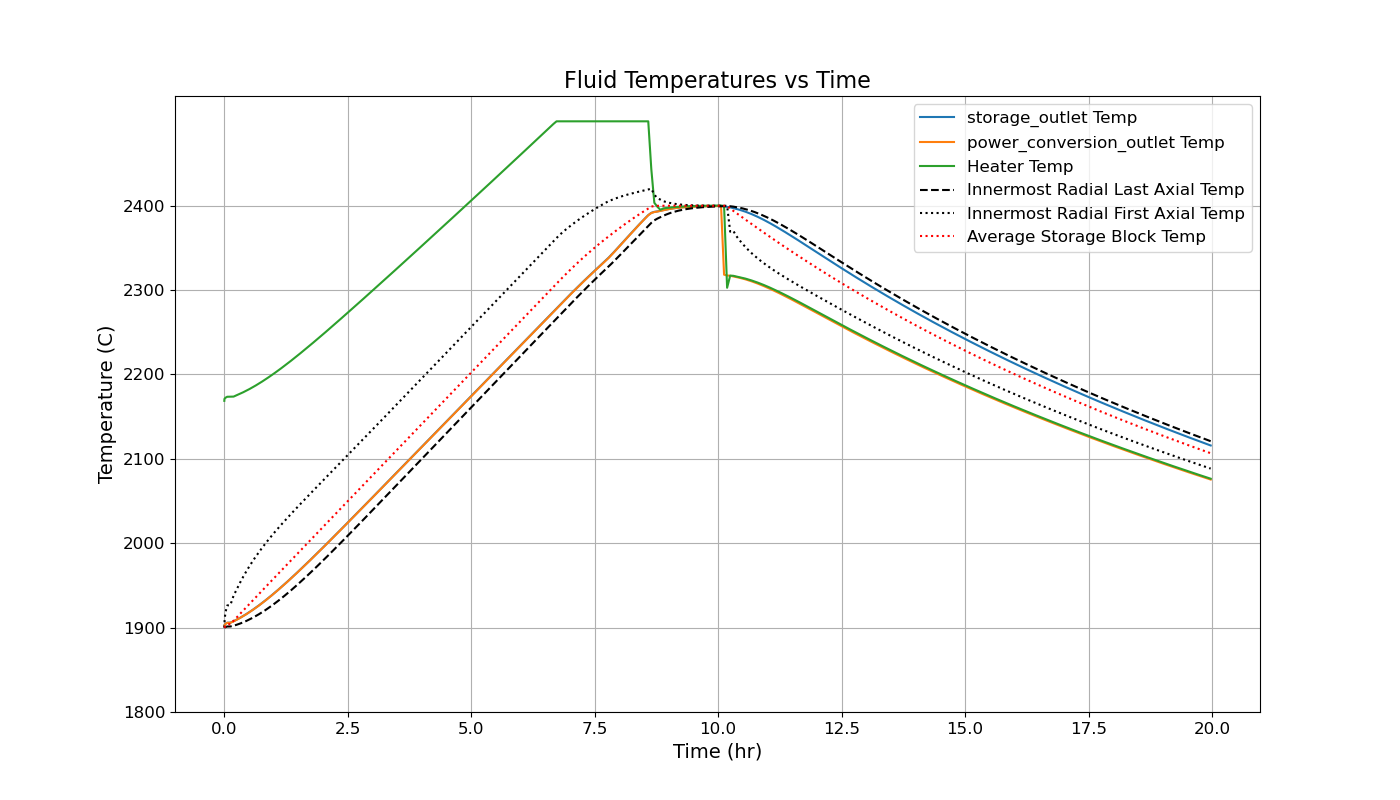 Fluid Temperatures vs Time
storage_outlet Temp
power_conversion_outlet Temp
Heater Temp
Innermost Radial Last Axial Temp
Innermost Radial First Axial Temp
Average Storage Block Temp
Temperature (C)
2400
2300
2200
2100
2000
1900
1800
0.0 2.5 5.0 7.5 10.0 12.5 15.0 17.5 20.0
Time (hr)